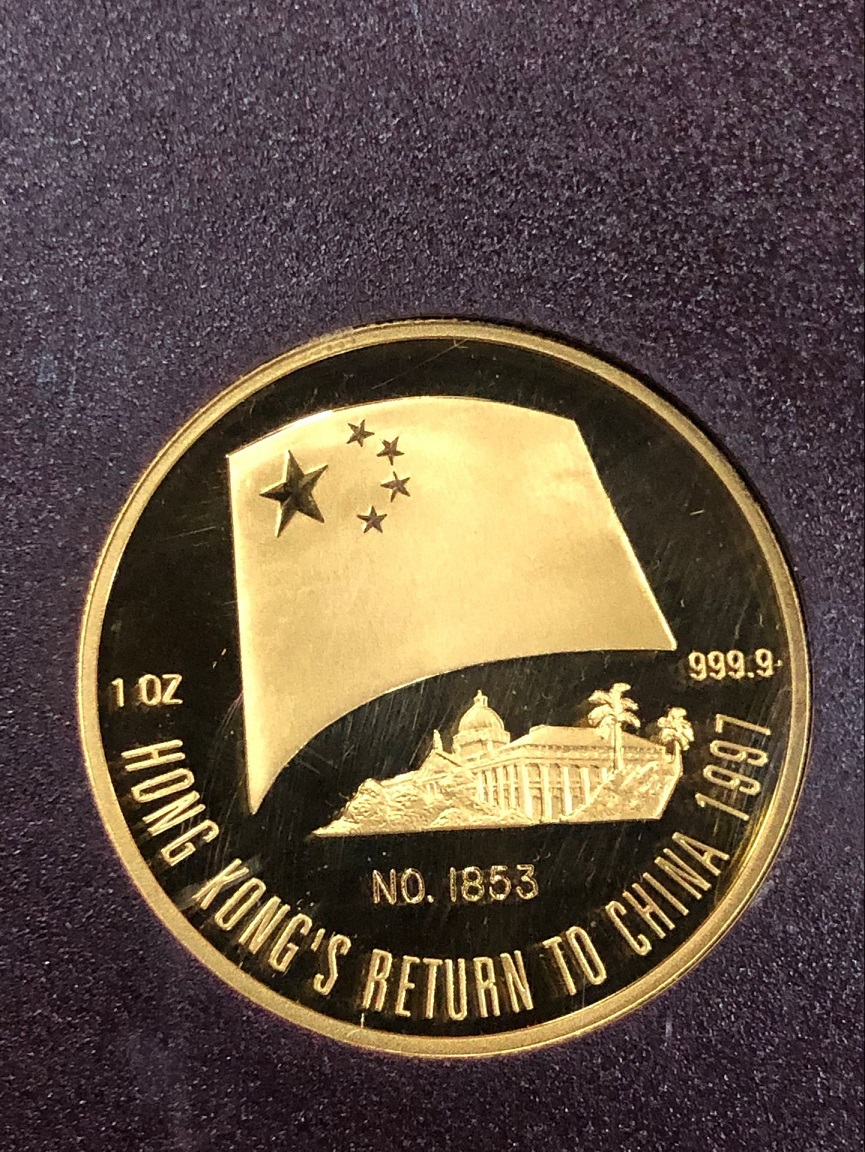 1 OZ
999.9
NO. 1853
HONG KONG'S RETURN TO CHINA 1997